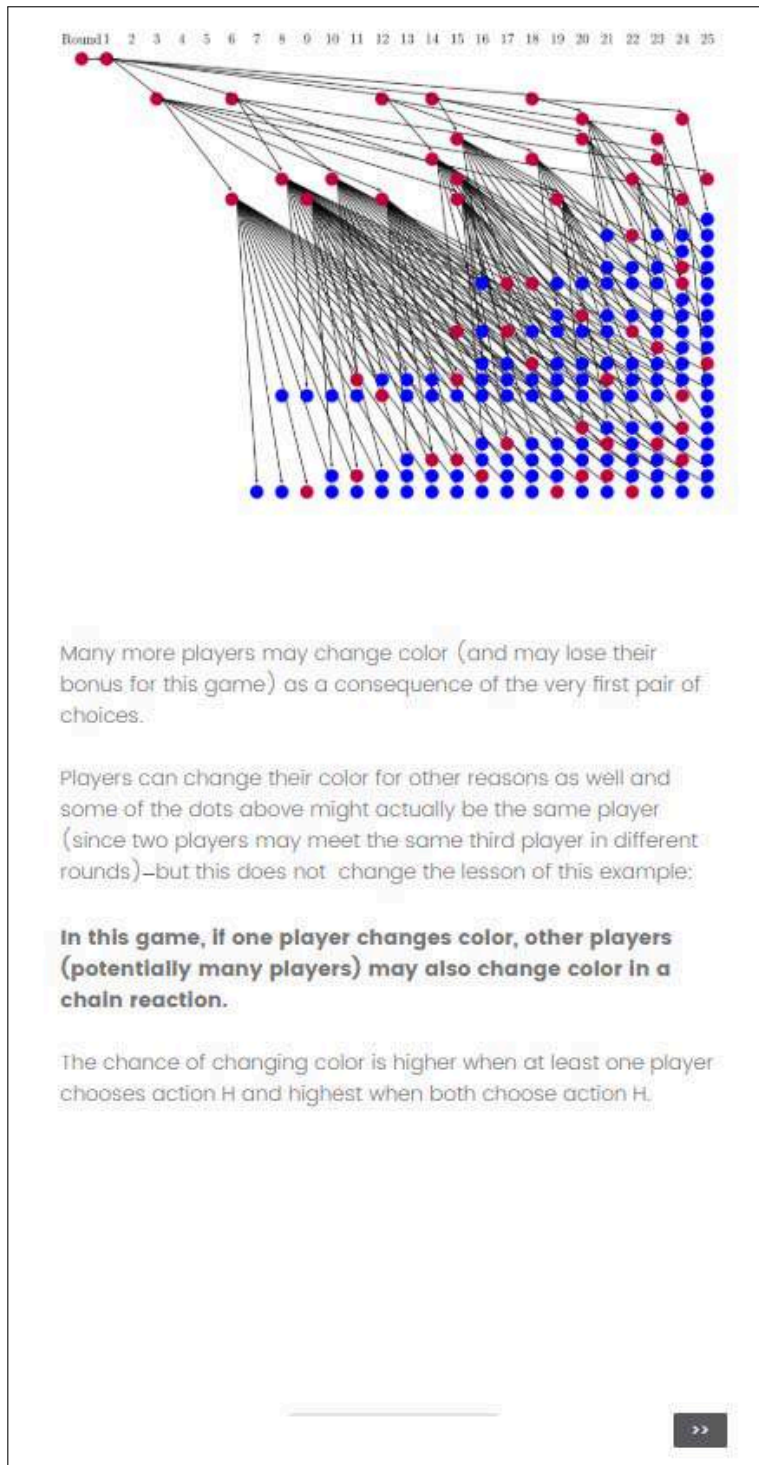 Round 1 2 3 4 5 6 7 8 9 10 11 12 13 14 15 16 17 18 19 20 21 22 23 24 25
Many more players may change color (and may lose their
bonus for this game) as a consequence of the very first pair of
choices.
Players can change their color for other reasons as well and
some of the dots above might actually be the same player
(since two players may meet the same third player in different
rounds)—but this does not change the lesson of this example:
In this game, if one player changes color, other players
(potentially many players) may also change color in a
chain reaction.
The chance of changing color is higher when at least one player
chooses action H and highest when both choose action H.
>>